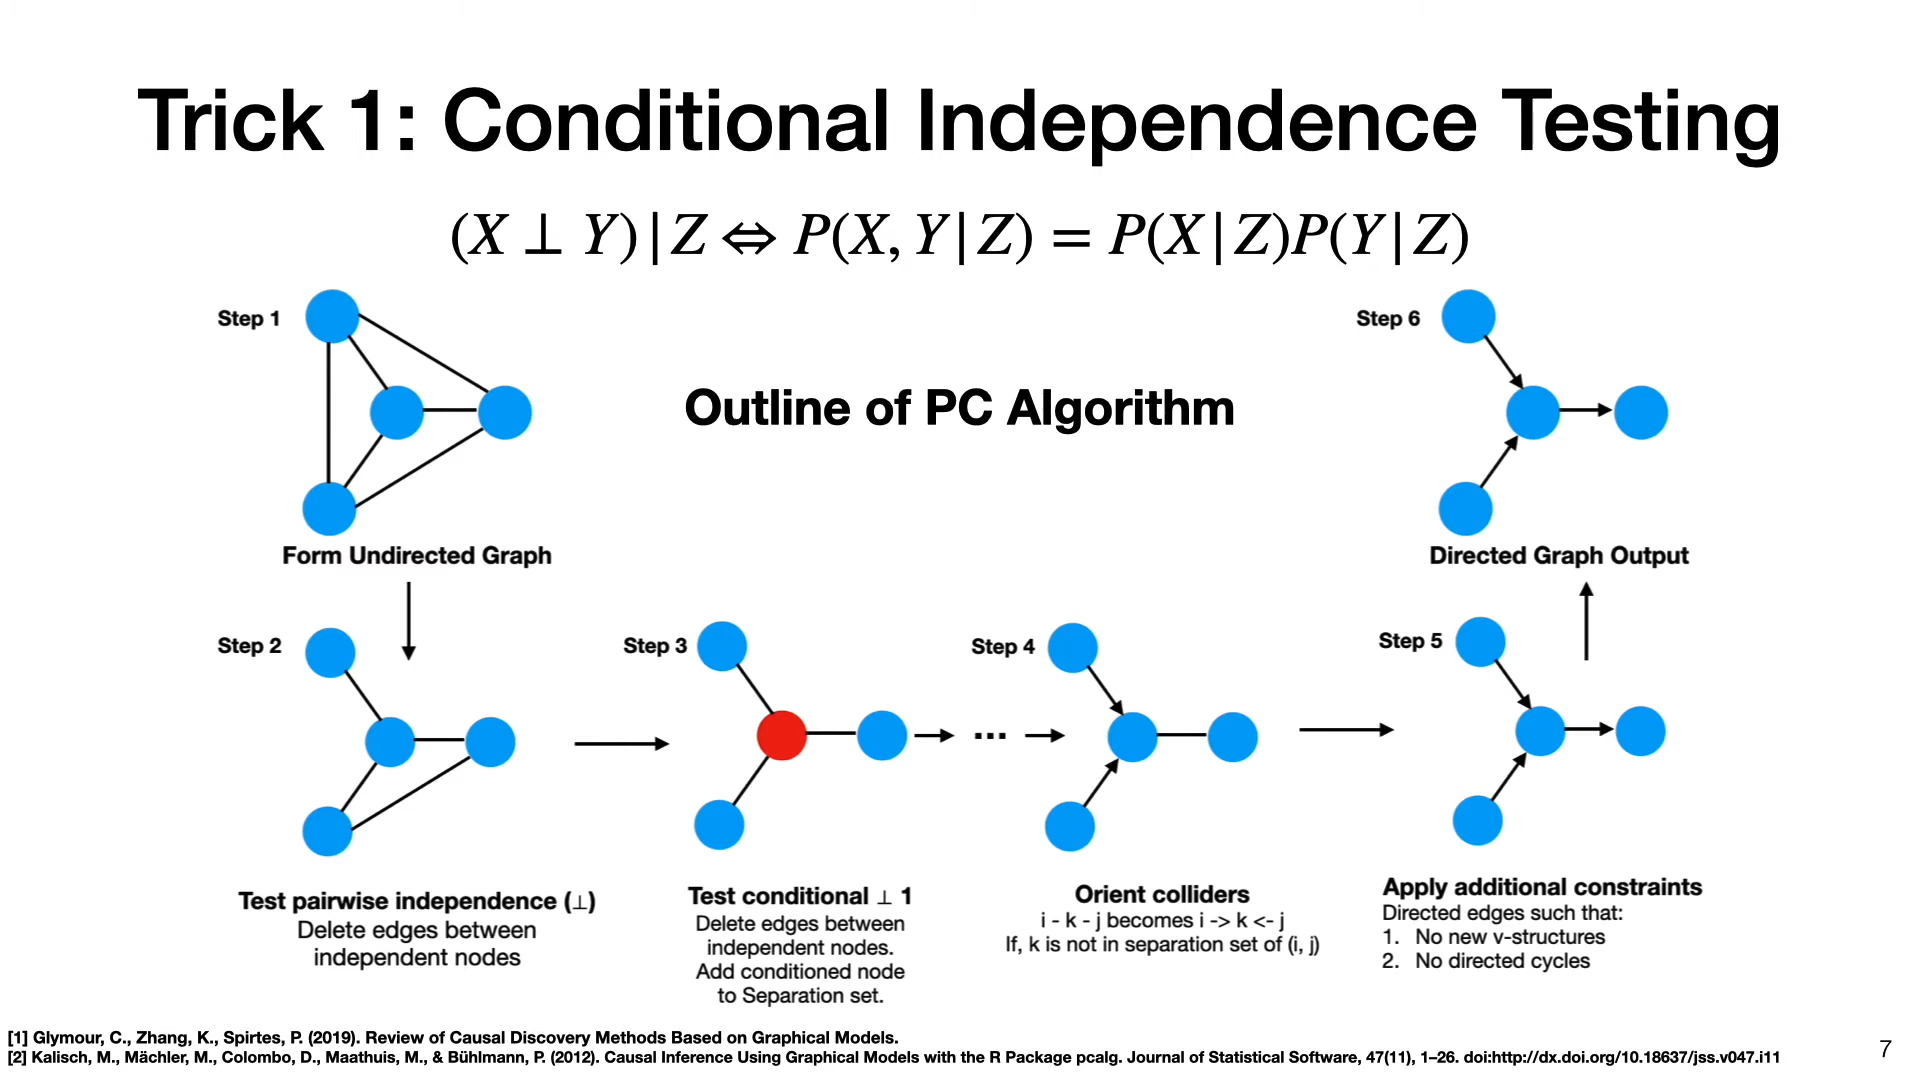 Trick 1: Conditional Independence Testing
(X ⊥ Y)|Z ⇔ P(X, Y|Z) = P(X|Z)P(Y|Z)
Step 1
Form Undirected Graph
Outline of PC Algorithm
Step 6
Directed Graph Output
Step 2
Test pairwise independence (⊥)
Delete edges between
independent nodes
Step 3
Test conditional ⊥ 1
Delete edges between
independent nodes.
Add conditioned node
to Separation set.
...
Step 4
Orient colliders
i - k - j becomes i -> k <- j
If, k is not in separation set of (i, j)
Step 5
Apply additional constraints
Directed edges such that:
1. No new v-structures
2. No directed cycles
[1] Glymour, C., Zhang, K., Spirtes, P. (2019). Review of Causal Discovery Methods Based on Graphical Models.
[2] Kalisch, M., Mächler, M., Colombo, D., Maathuis, M., & Bühlmann, P. (2012). Causal Inference Using Graphical Models with the R Package pcalg. Journal of Statistical Software, 47(11), 1–26. doi:http://dx.doi.org/10.18637/jss.v047.i11
7